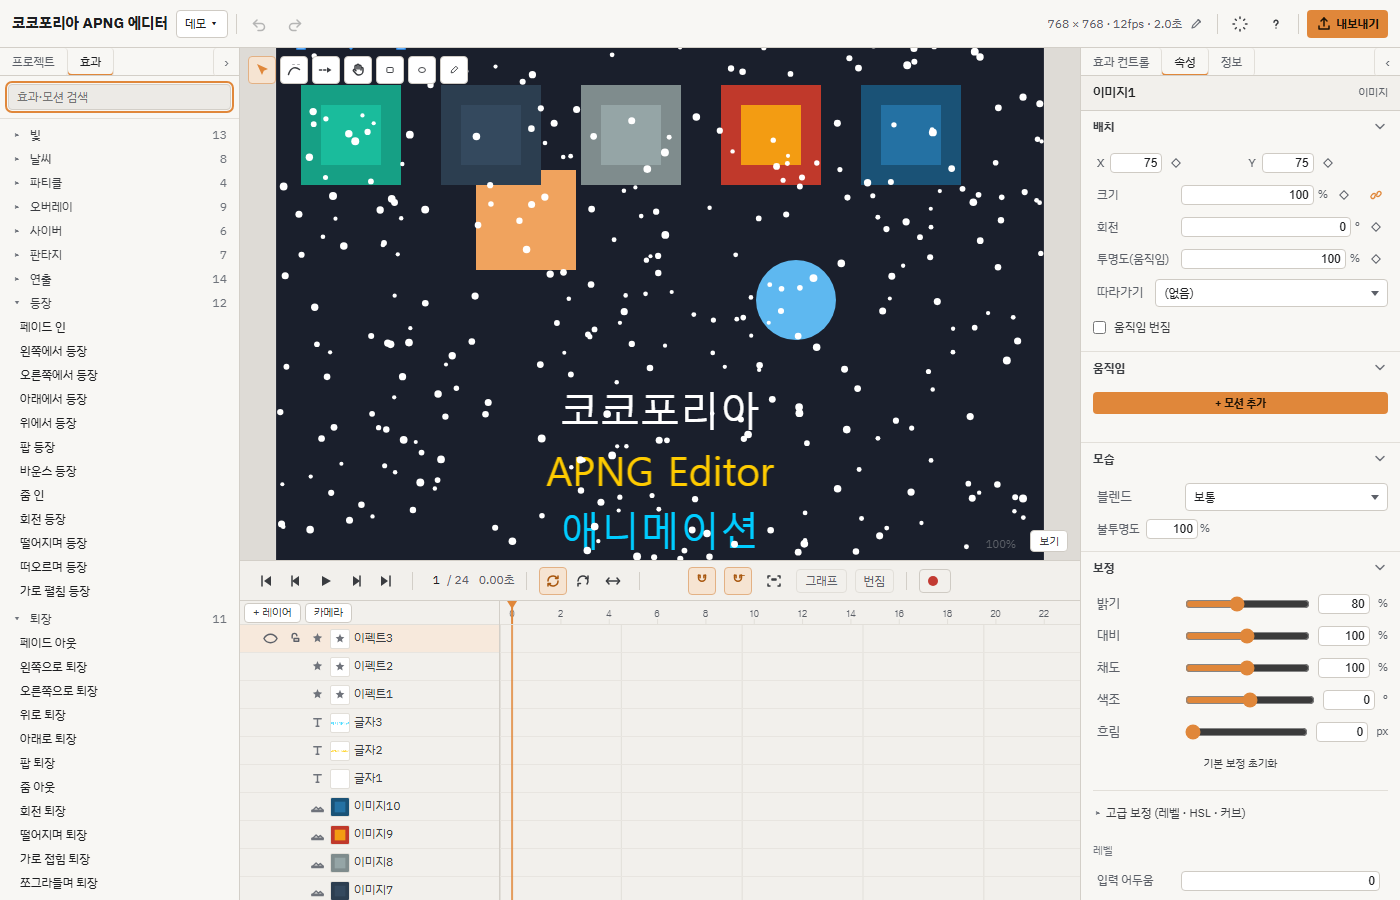 코코포리아 APNG 에디터 데모 768 × 768 · 12fps · 2.0초 ? 내보내기
프로젝트 효과
효과·모션 검색
빛 13
날씨 8
파티클 4
오버레이 9
사이버 6
판타지 7
연출 14
등장 12
페이드 인
왼쪽에서 등장
오른쪽에서 등장
아래에서 등장
위에서 등장
팝 등장
바운스 등장
줌 인
회전 등장
떨어지며 등장
떠오르며 등장
가로 펼침 등장
퇴장 11
페이드 아웃
왼쪽으로 퇴장
오른쪽으로 퇴장
위로 퇴장
아래로 퇴장
팝 퇴장
줌 아웃
회전 퇴장
떨어지며 퇴장
가로 접힘 퇴장
쪼그라들며 퇴장
코코포리아
APNG Editor
애니메이션
100% 보기
1 / 24 0.00초 그래프 번짐
+ 레이어 카메라 0 2 4 6 8 10 12 14 16 18 20 22
이펙트3
이펙트2
이펙트1
T 글자3
T 글자2
T 글자1
이미지10
이미지9
이미지8
이미지7
효과 컨트롤 속성 정보
이미지1 이미지
배치
X 75 Y 75
크기 100 %
회전 0 °
투명도(움직임) 100 %
따라가기 (없음)
움직임 번짐
움직임
+ 모션 추가
모습
블렌드 보통
불투명도 100 %
보정
밝기 80 %
대비 100 %
채도 100 %
색조 0 °
흐림 0 px
기본 보정 초기화
고급 보정 (레벨 · HSL · 커브)
레벨
입력 어두움 0